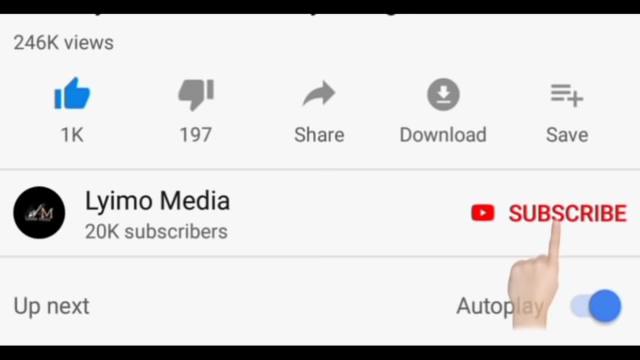 246K views
1K 197 Share Download Save
Lyimo Media
SUBSCRIBE
20K subscribers
Up next Autoplay